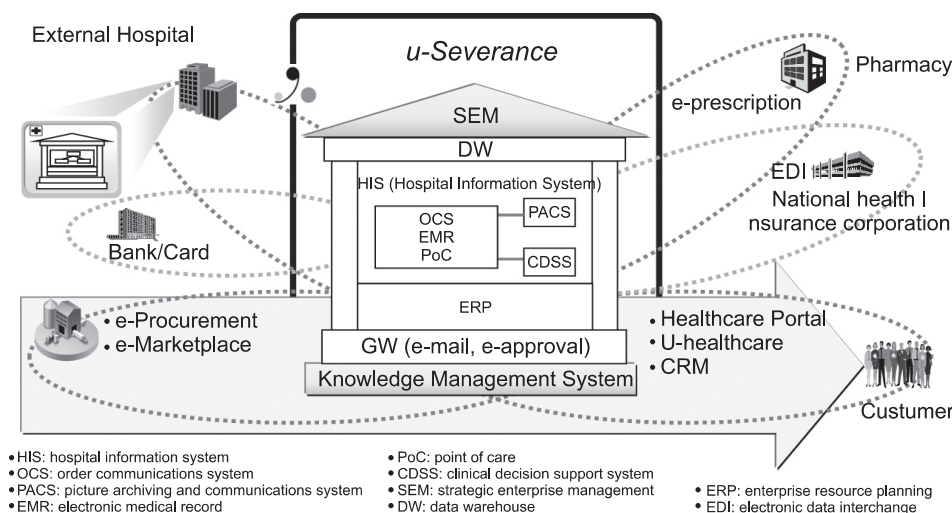 External Hospital
u-Severance
Pharmacy
e-prescription
SEM
DW
HIS (Hospital Information System)
OCS
EMR
PoC
PACS
CDSS
EDI
National health I
nsurance corporation
Bank/Card
ERP
• e-Procurement
• e-Marketplace
GW (e-mail, e-approval)
Knowledge Management System
• Healthcare Portal
• U-healthcare
• CRM
Custumer
• HIS: hospital information system
• OCS: order communications system
• PACS: picture archiving and communications system
• EMR: electronic medical record
• PoC: point of care
• CDSS: clinical decision support system
• SEM: strategic enterprise management
• DW: data warehouse
• ERP: enterprise resource planning
• EDI: electronic data interchange